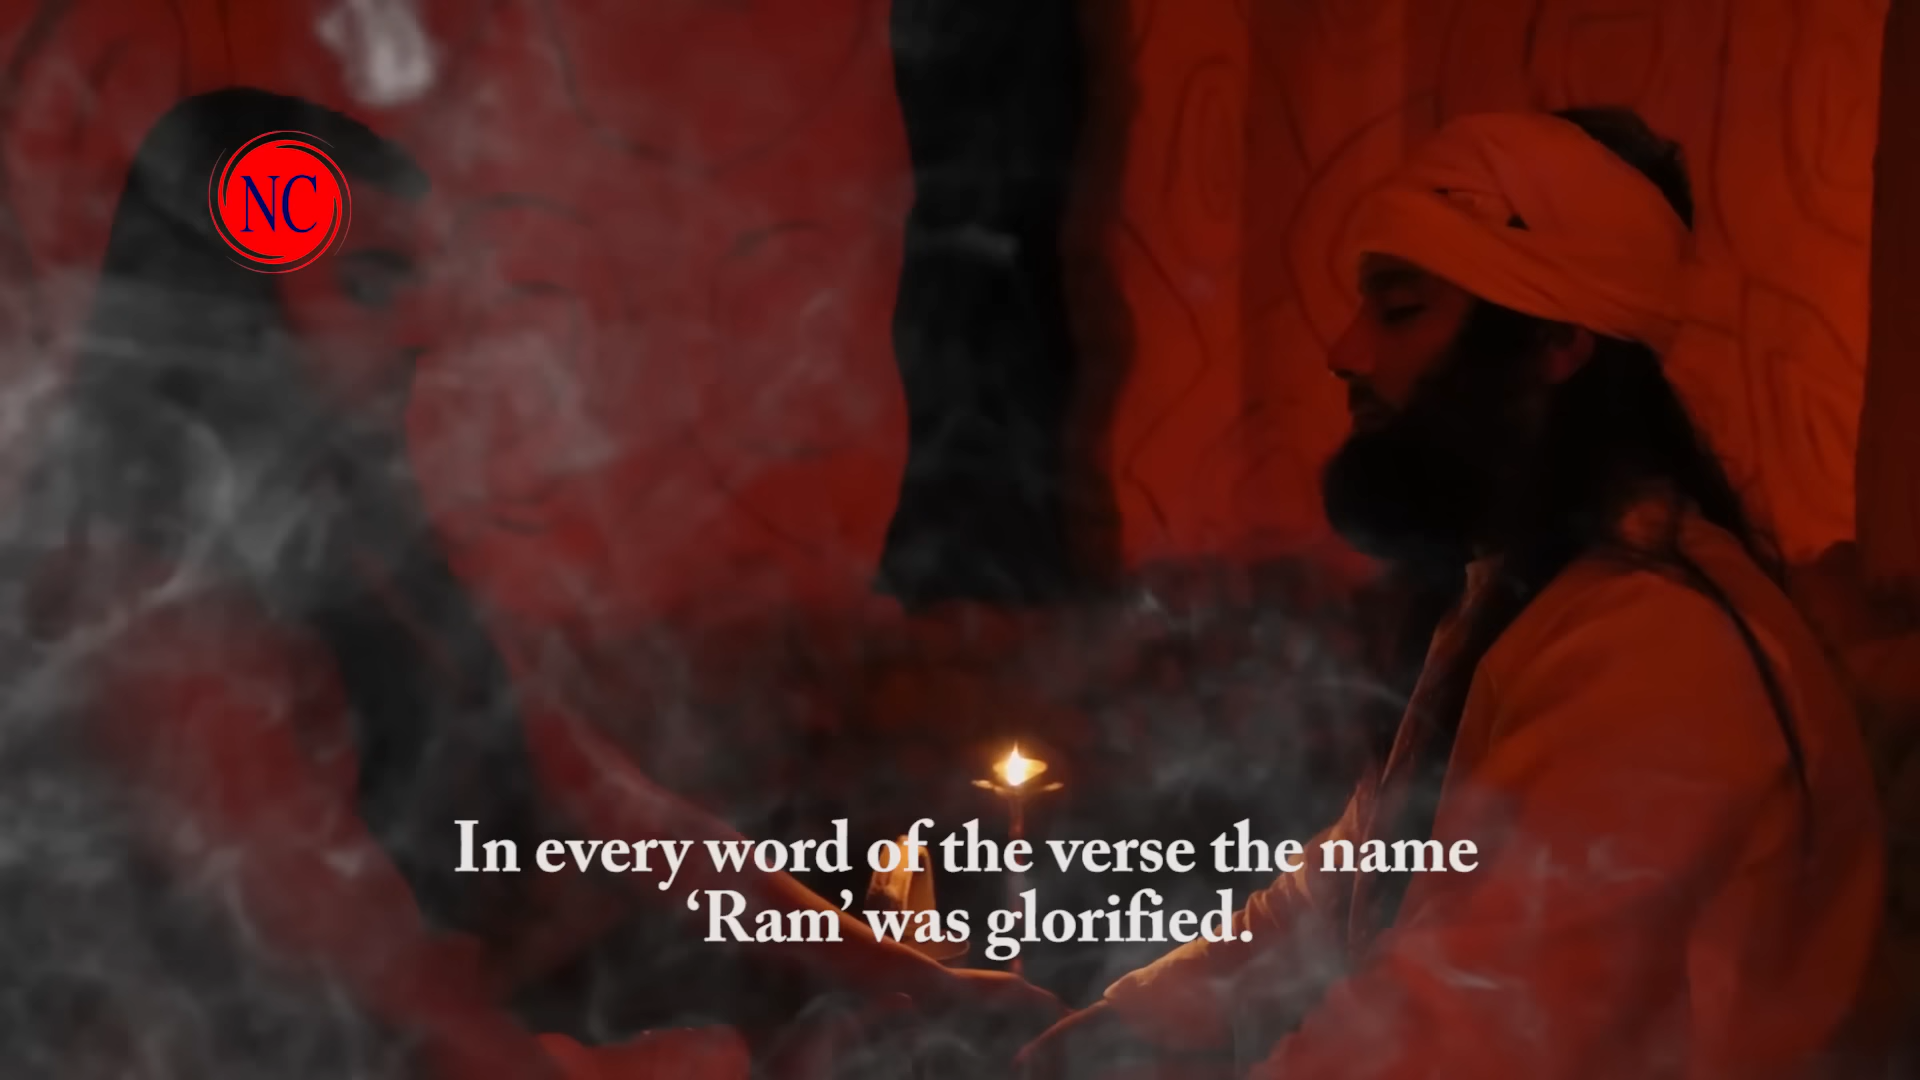 NC
In every word of the verse the name
‘Ram’ was glorified.